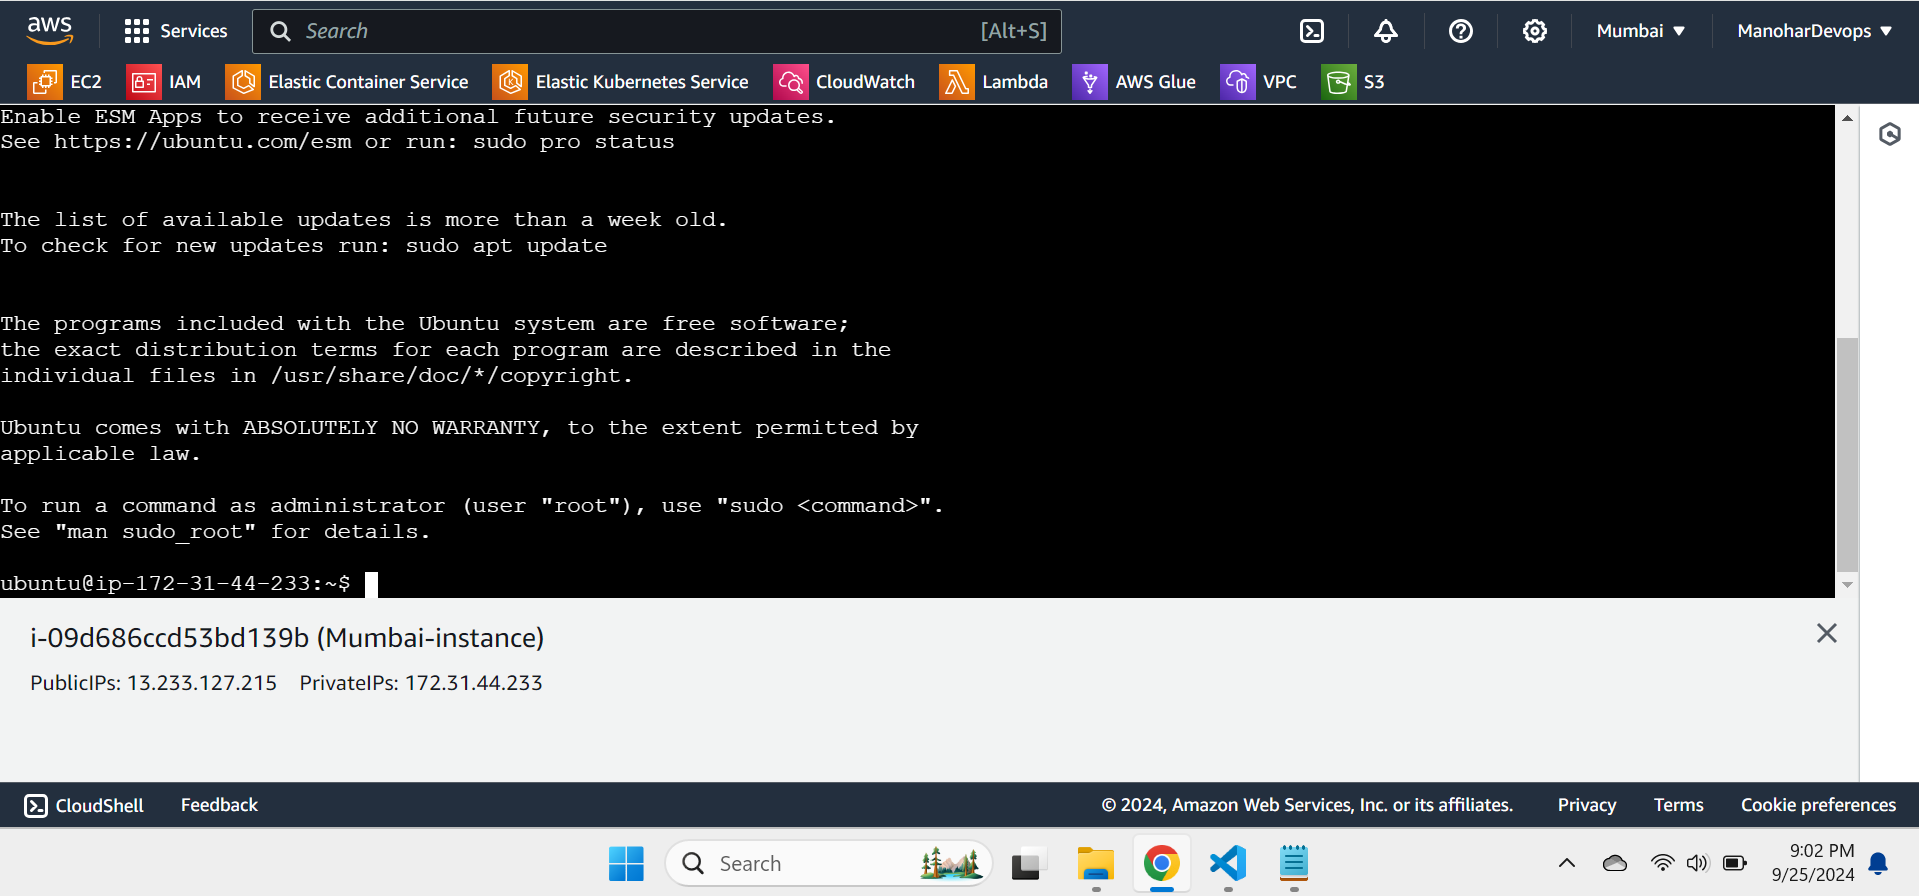 aws
Services
Search
[Alt+S]
Mumbai ▼
ManoharDevops ▼
EC2
IAM
Elastic Container Service
Elastic Kubernetes Service
CloudWatch
Lambda
AWS Glue
VPC
S3
Enable ESM Apps to receive additional future security updates.
See https://ubuntu.com/esm or run: sudo pro status
The list of available updates is more than a week old.
To check for new updates run: sudo apt update
The programs included with the Ubuntu system are free software;
the exact distribution terms for each program are described in the
individual files in /usr/share/doc/*/copyright.
Ubuntu comes with ABSOLUTELY NO WARRANTY, to the extent permitted by
applicable law.
To run a command as administrator (user "root"), use "sudo <command>".
See "man sudo_root" for details.
ubuntu@ip-172-31-44-233:~$
i-09d686ccd53bd139b (Mumbai-instance)
PublicIPs: 13.233.127.215 PrivateIPs: 172.31.44.233
CloudShell
Feedback
© 2024, Amazon Web Services, Inc. or its affiliates.
Privacy
Terms
Cookie preferences
Search
9:02 PM
9/25/2024